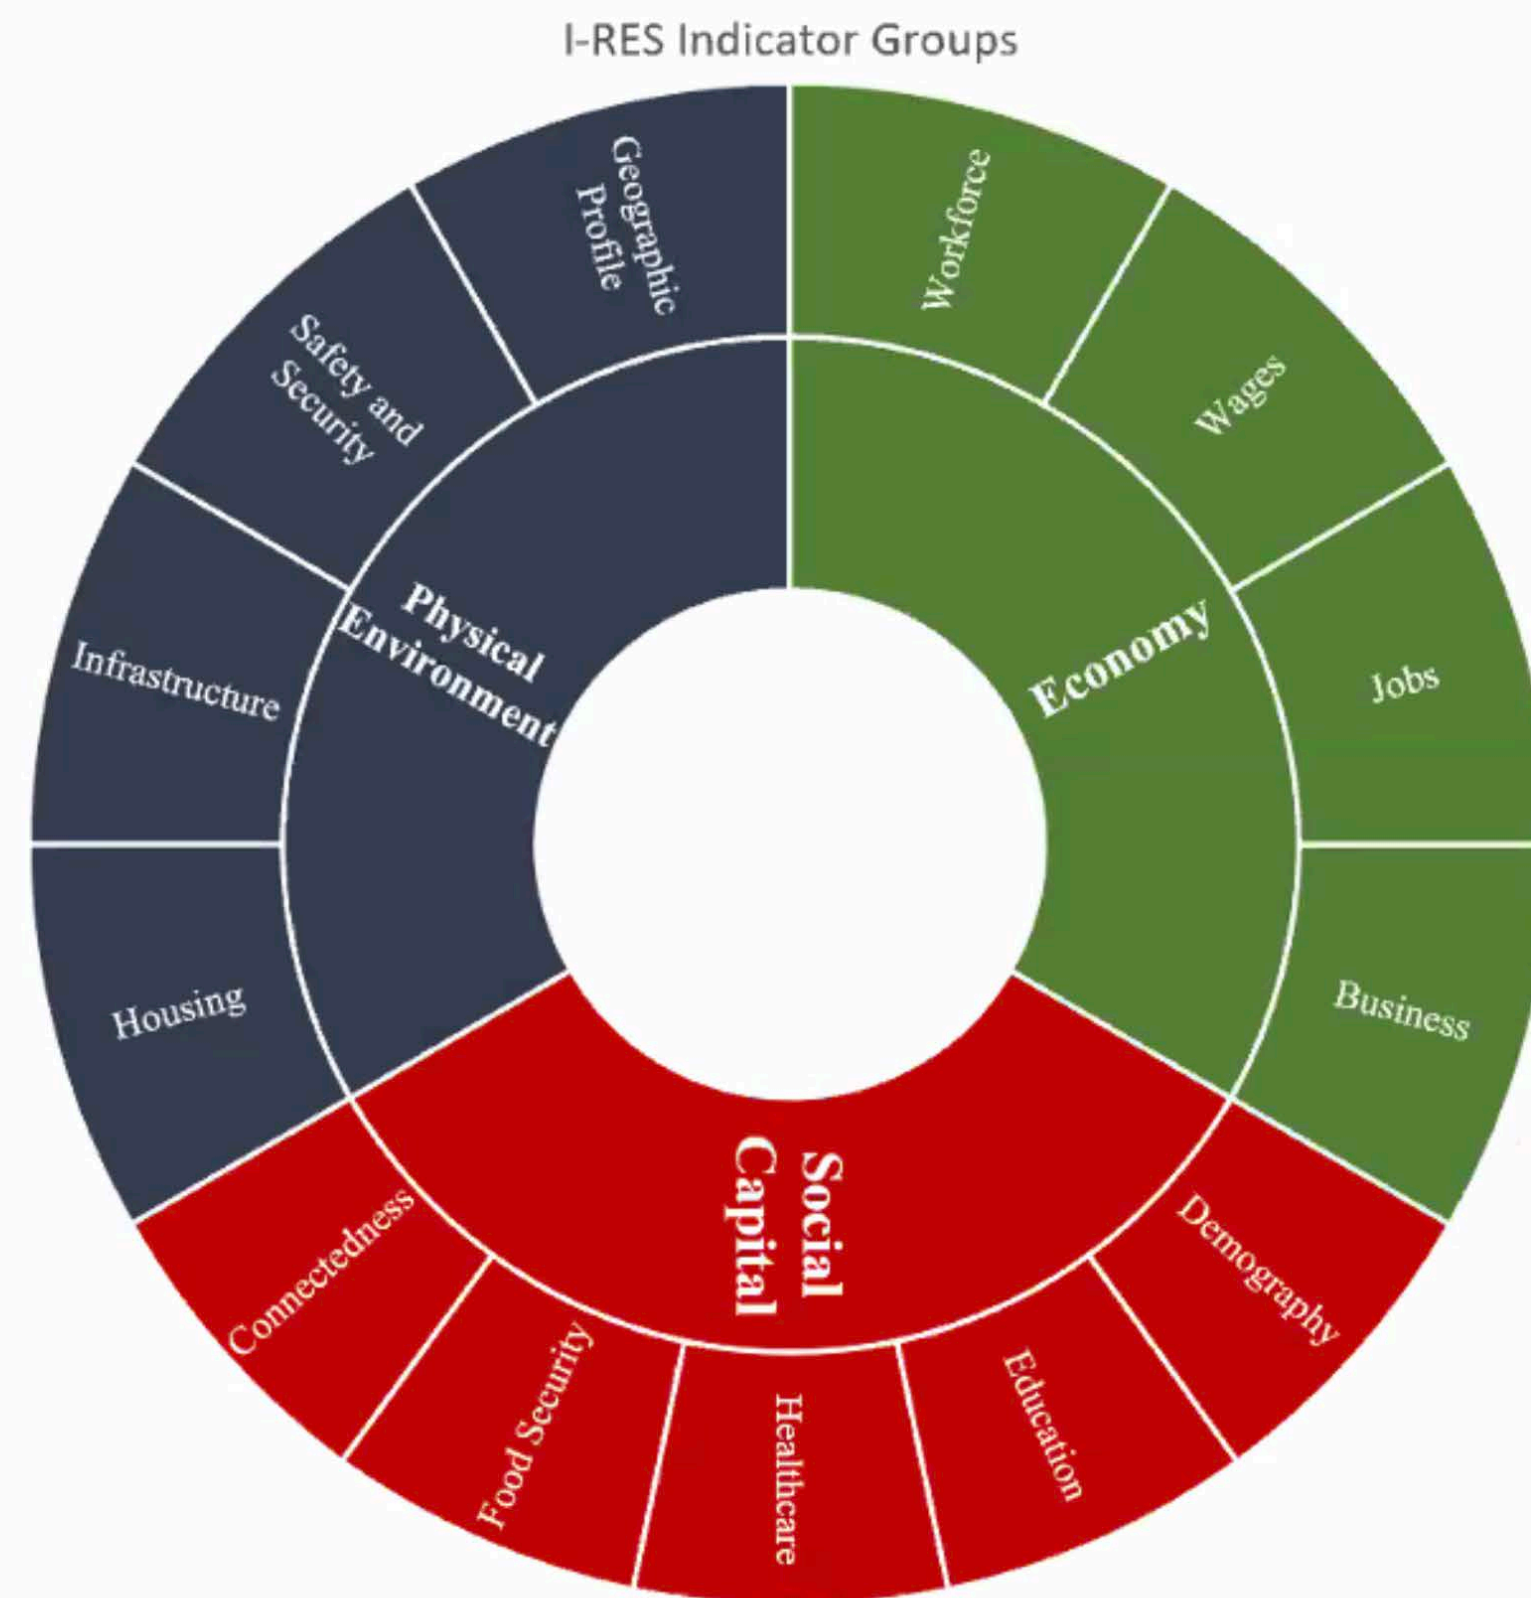 I-RES Indicator Groups
Workforce
Wages
Jobs
Business
Economy
Demography
Education
Healthcare
Food Security
Connectedness
Social
Capital
Housing
Infrastructure
Safety and
Security
Geographic
Profile
Physical
Environment